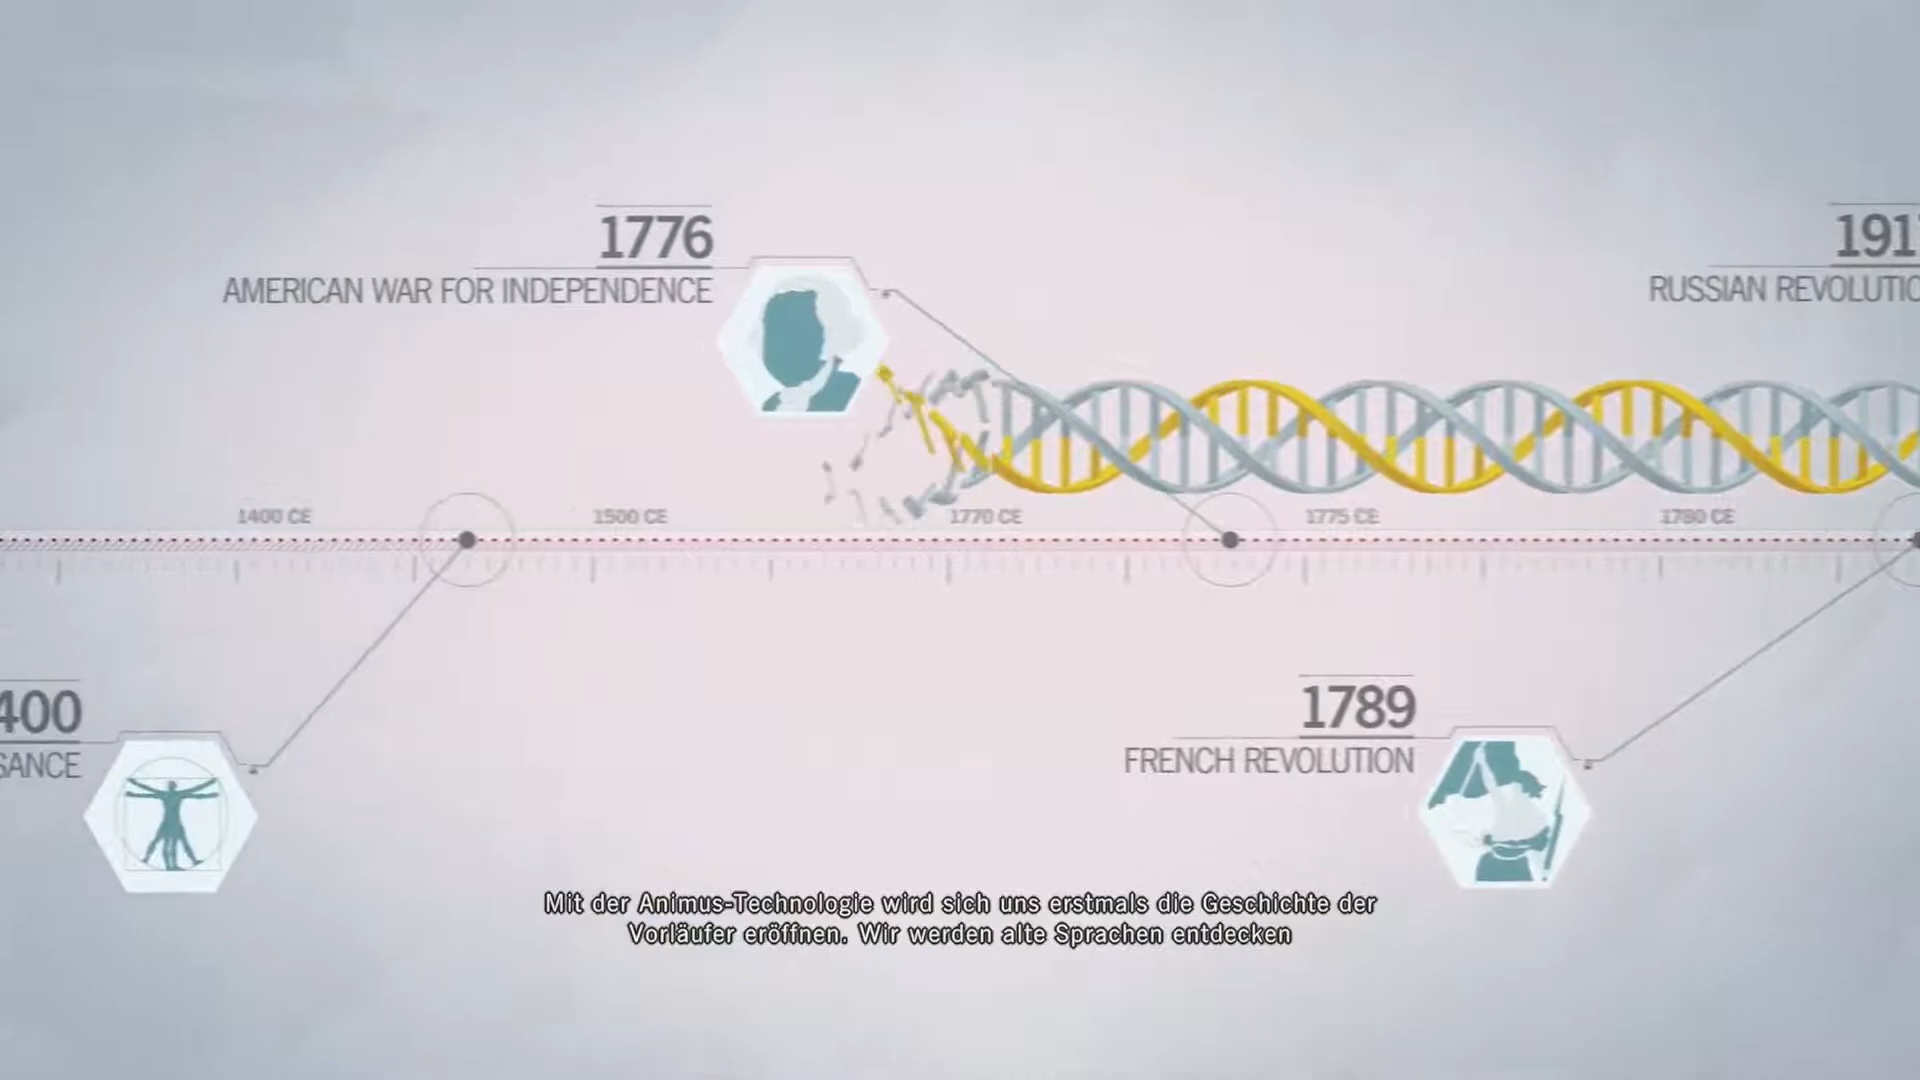 1776
AMERICAN WAR FOR INDEPENDENCE
191
RUSSIAN REVOLUTIO
1400 CE
1500 CE
1770 CE
1775 CE
1780 CE
400
SANCE
1789
FRENCH REVOLUTION
Mit der Animus-Technologie wird sich uns erstmals die Geschichte der
Vorläufer eröffnen. Wir werden alte Sprachen entdecken